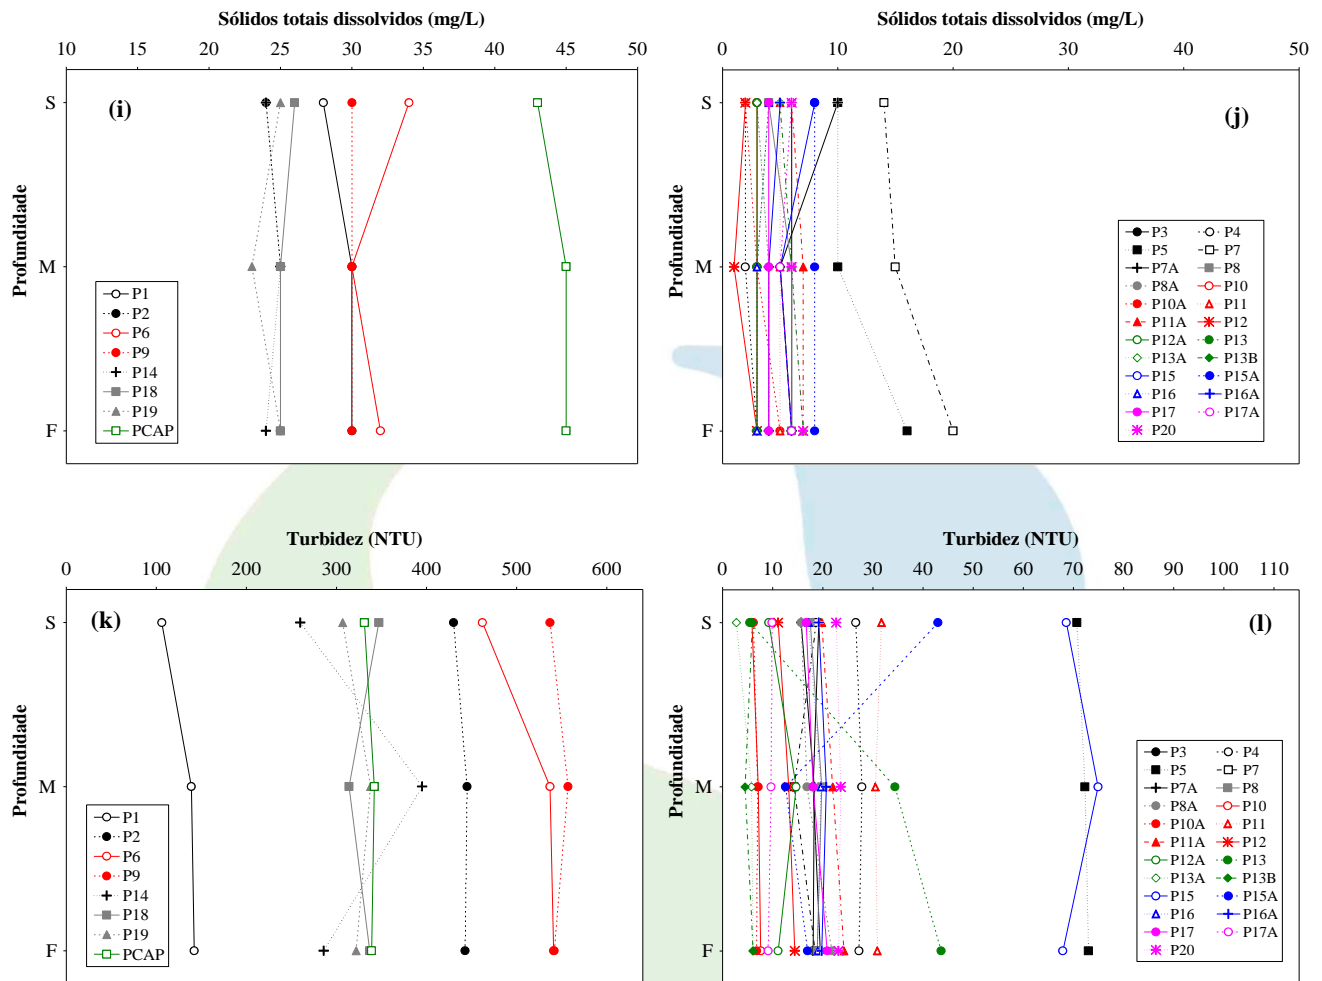 Sólidos totais dissolvidos (mg/L)
10 15 20 25 30 35 40 45 50
(i)
Profundidade
S
M
F
P1
P2
P6
P9
P14
P18
P19
PCAP
Sólidos totais dissolvidos (mg/L)
0 10 20 30 40 50
(j)
Profundidade
S
M
F
P3 P4
P5 P7
P7A P8
P8A P10
P10A P11
P11A P12
P12A P13
P13A P13B
P15 P15A
P16 P16A
P17 P17A
P20
Turbidez (NTU)
0 100 200 300 400 500 600
(k)
Profundidade
S
M
F
P1
P2
P6
P9
P14
P18
P19
PCAP
Turbidez (NTU)
0 10 20 30 40 50 60 70 80 90 100 110
(l)
Profundidade
S
M
F
P3 P4
P5 P7
P7A P8
P8A P10
P10A P11
P11A P12
P12A P13
P13A P13B
P15 P15A
P16 P16A
P17 P17A
P20